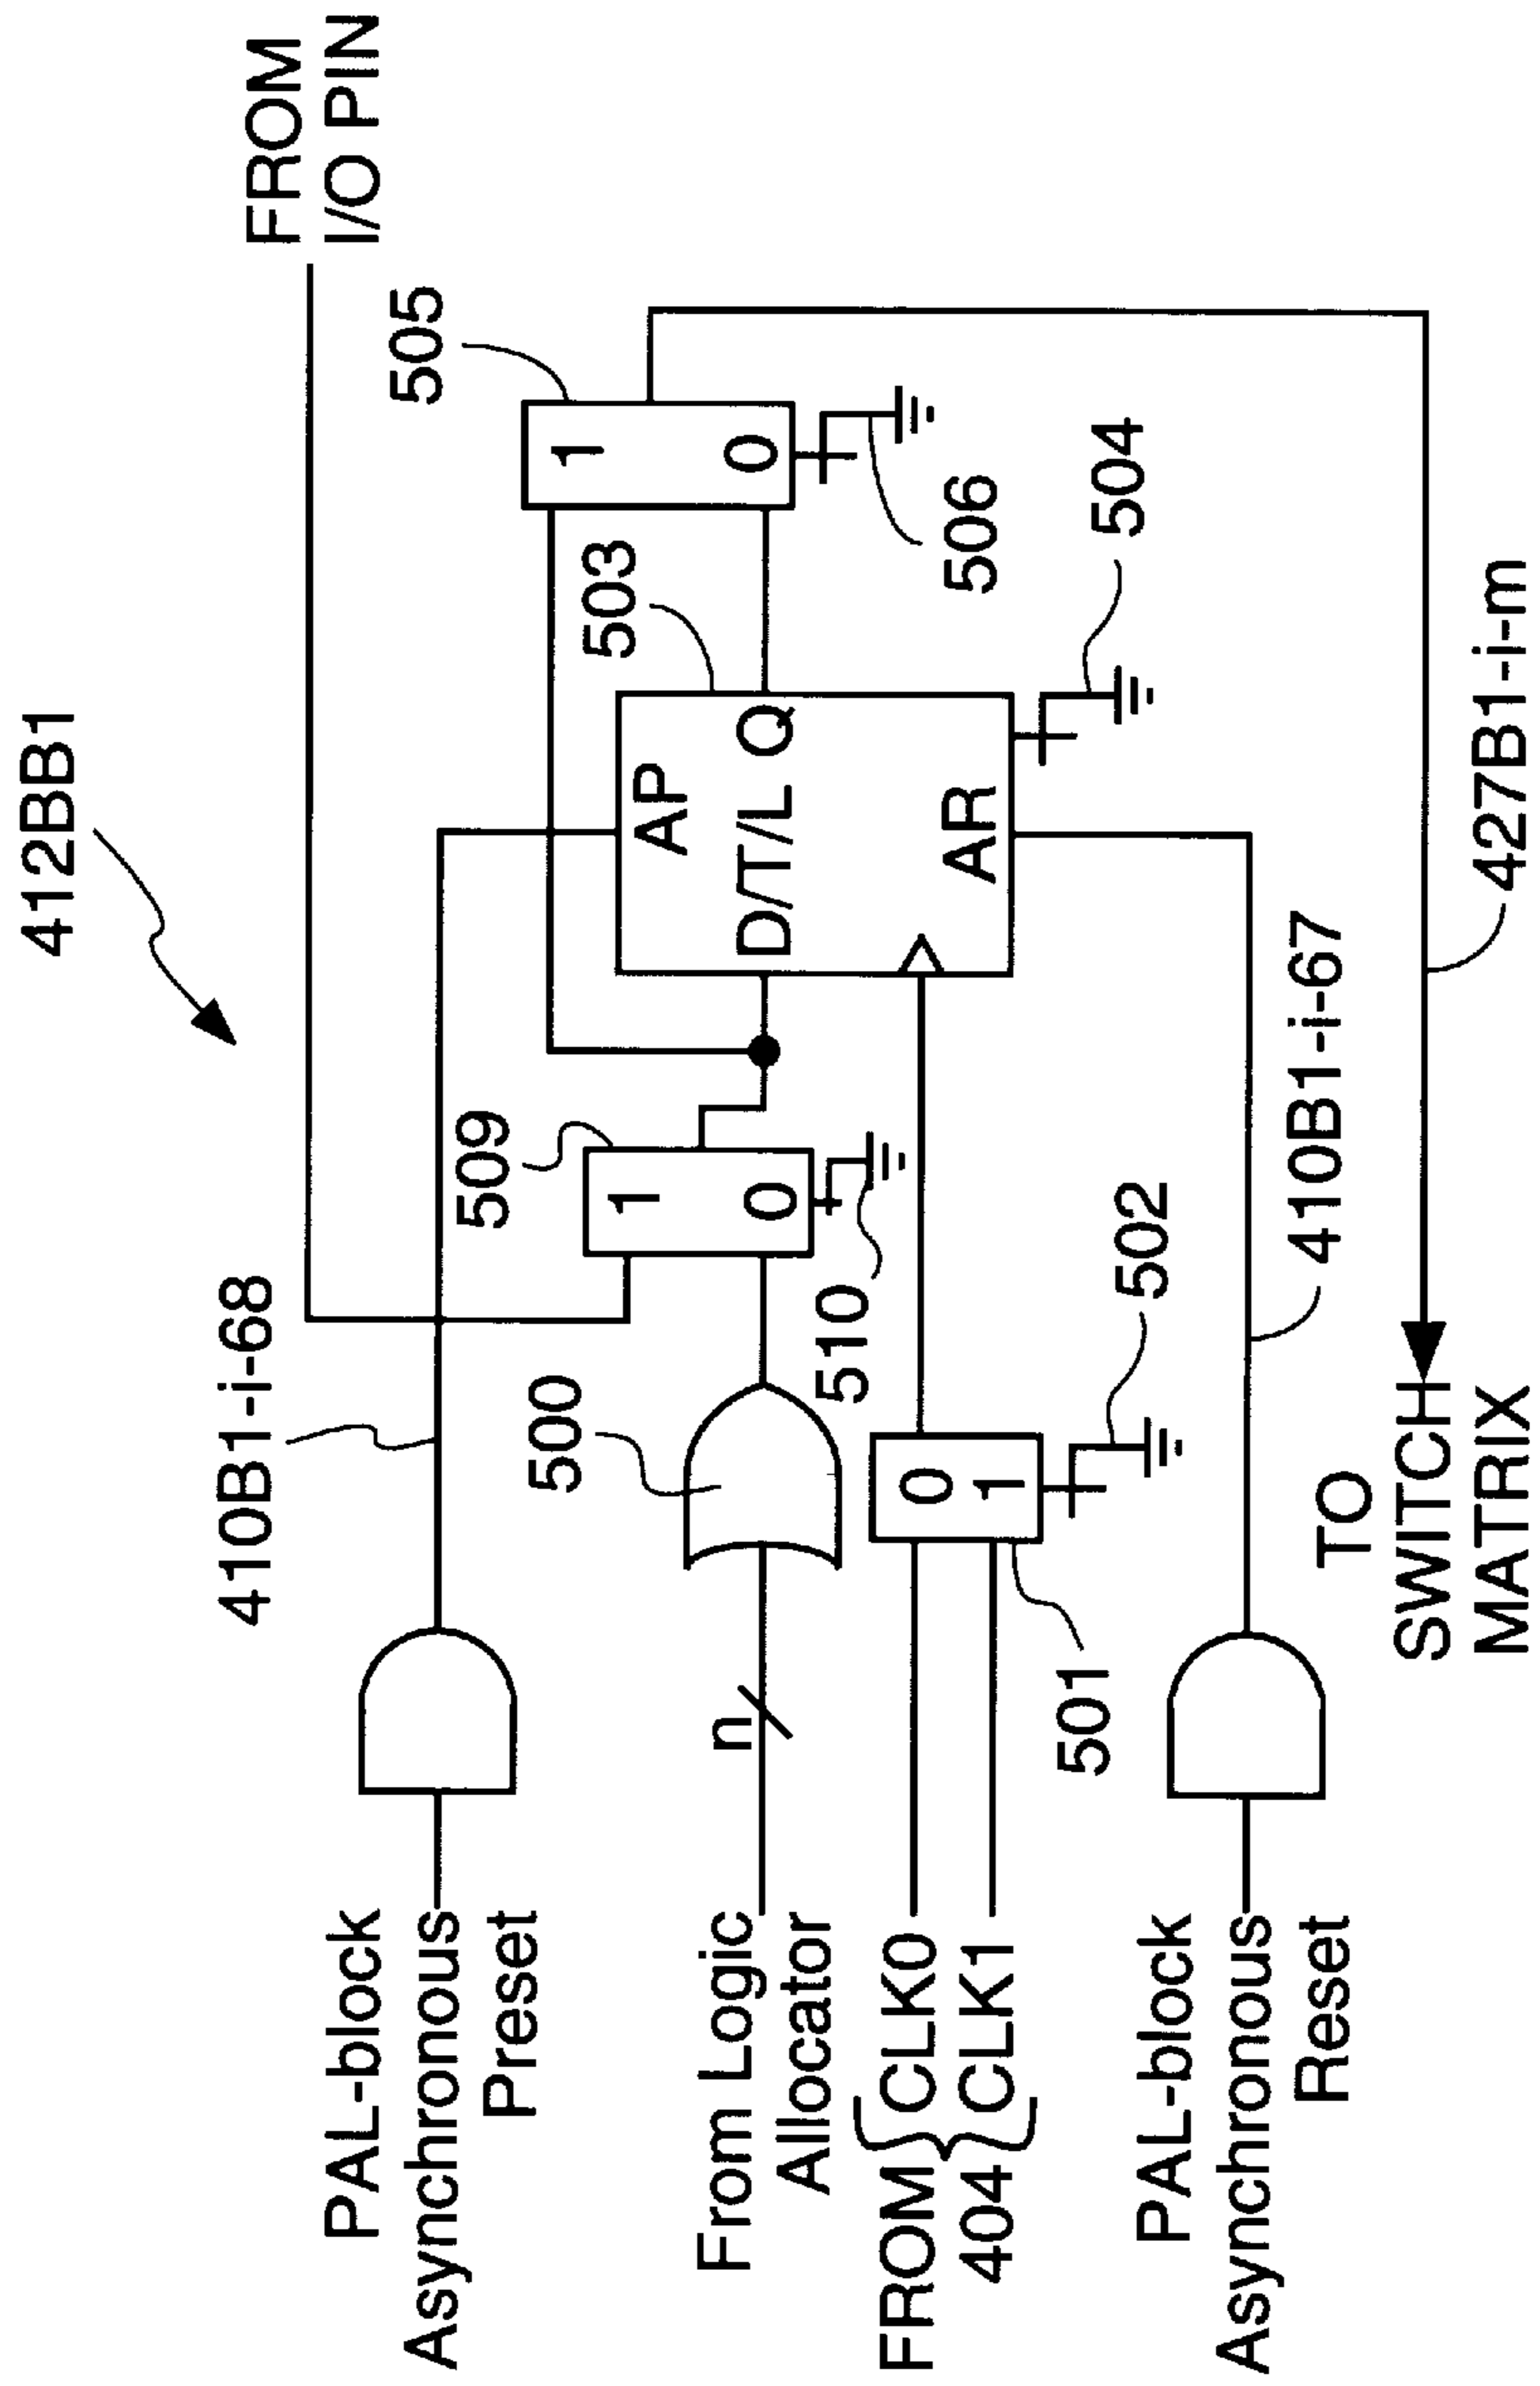 412BB1
FROM
I/O PIN
410B1-i-68
505
503
509
PAL-block
Asynchronous
Preset
AP
D/T/L Q
AR
1
0
1
0
500
n
From Logic
Allocator
510
506
504
FROM
404
CLK0
CLK1
0
1
502
501
PAL-block
Asynchronous
Reset
410B1-i-67
TO
SWITCH
MATRIX
427B1-i-m